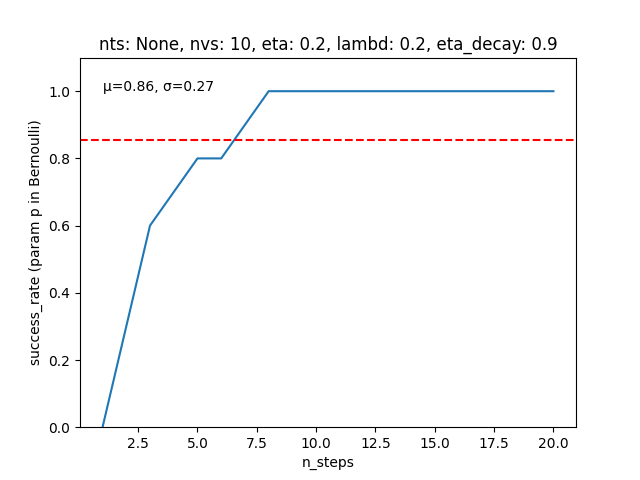 nts: None, nvs: 10, eta: 0.2, lambd: 0.2, eta_decay: 0.9
μ=0.86, σ=0.27
success_rate (param p in Bernoulli)
1.0
0.8
0.6
0.4
0.2
0.0
2.5 5.0 7.5 10.0 12.5 15.0 17.5 20.0
n_steps